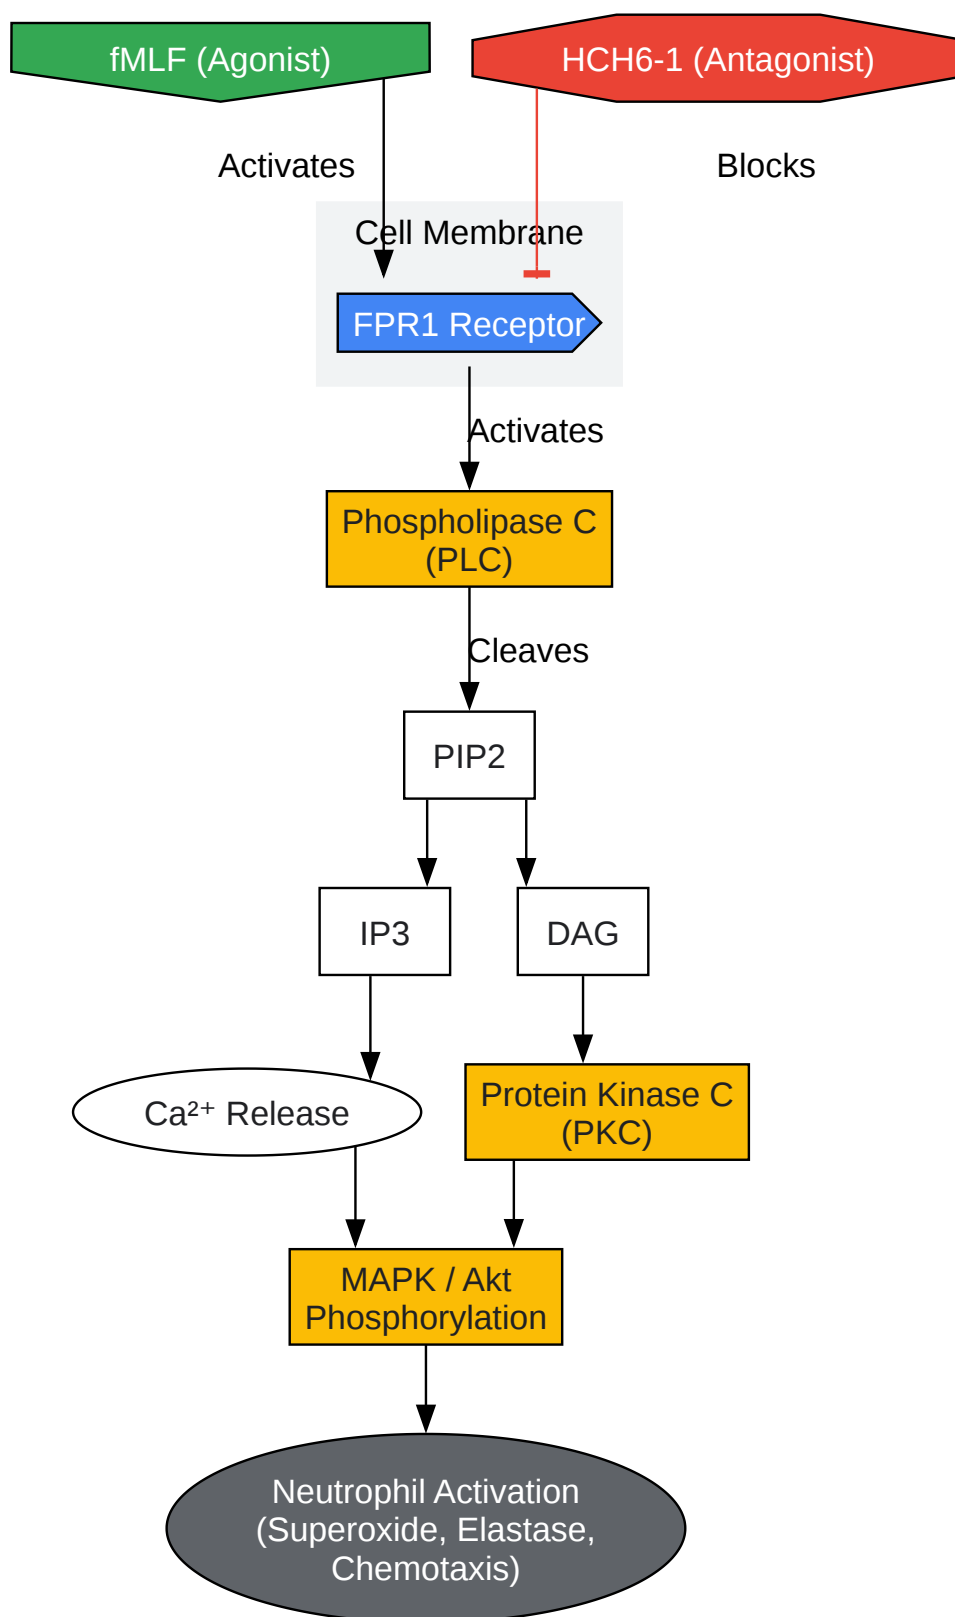 fMLF (Agonist)
HCH6-1 (Antagonist)
Activates
Blocks
Cell Membrane
FPR1 Receptor
Activates
Phospholipase C
(PLC)
Cleaves
PIP2
IP3
DAG
Ca²⁺ Release
Protein Kinase C
(PKC)
MAPK / Akt
Phosphorylation
Neutrophil Activation
(Superoxide, Elastase,
Chemotaxis)